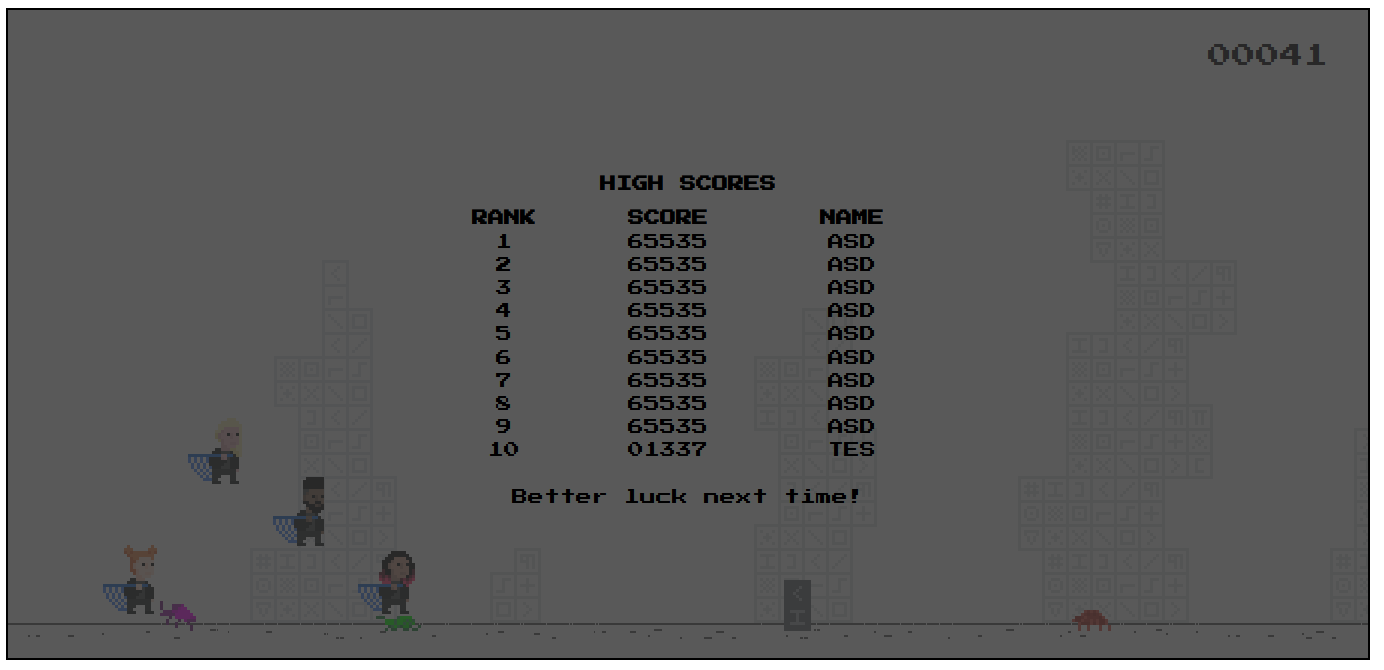 00041
HIGH SCORES
RANK SCORE NAME
1 65535 ASD
2 65535 ASD
3 65535 ASD
4 65535 ASD
5 65535 ASD
6 65535 ASD
7 65535 ASD
8 65535 ASD
9 65535 ASD
10 01337 TES
Better luck next time!